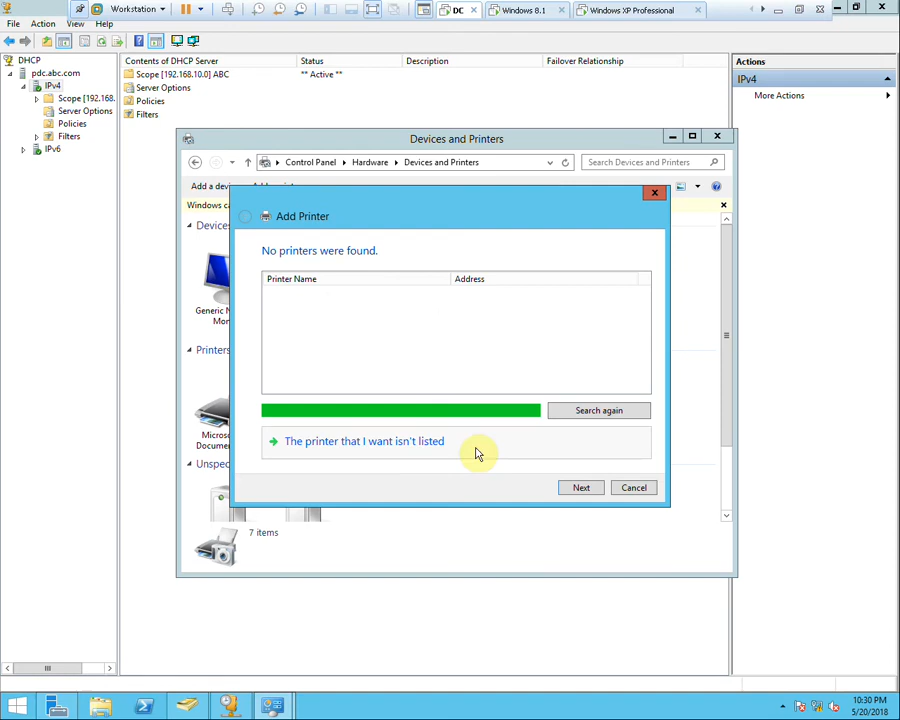 Workstation
DC
Windows 8.1
Windows XP Professional
File Action View Help
DHCP
pdc.abc.com
IPv4
Scope [192.168.
Server Options
Policies
Filters
IPv6
Contents of DHCP Server Status Description Failover Relationship
Scope [192.168.10.0] ABC ** Active **
Server Options
Policies
Filters
Actions
IPv4
More Actions
Devices and Printers
Control Panel Hardware Devices and Printers
Search Devices and Printers
Add a devi
Windows ca
Devices
Generic N
Mon
Printers
Micros
Docume
Unspec
7 items
Add Printer
No printers were found.
Printer Name Address
Search again
The printer that I want isn't listed
Next Cancel
10:30 PM
5/20/2018